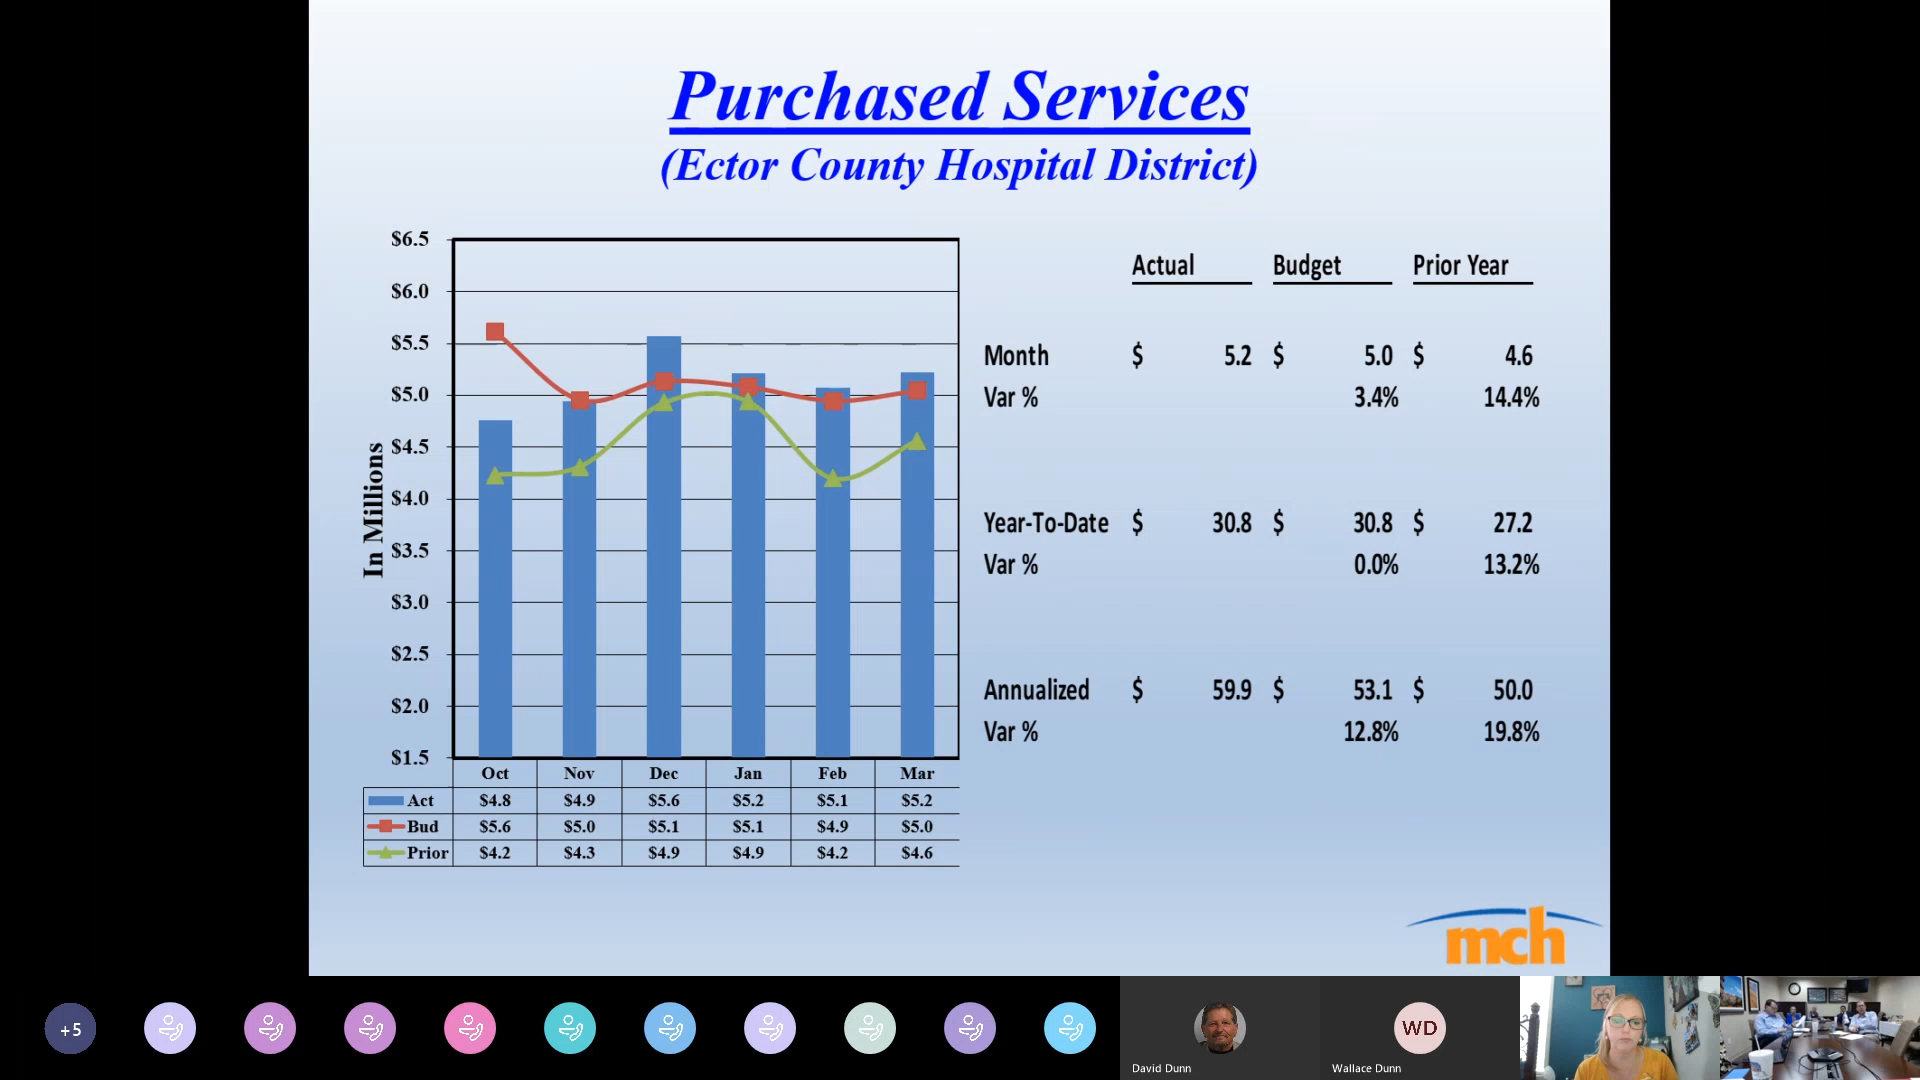 Purchased Services
(Ector County Hospital District)
Actual Budget Prior Year
Month $ 5.2 $ 5.0 $ 4.6
Var % 3.4% 14.4%
Year-To-Date $ 30.8 $ 30.8 $ 27.2
Var % 0.0% 13.2%
Annualized $ 59.9 $ 53.1 $ 50.0
Var % 12.8% 19.8%
In Millions
$6.5
$6.0
$5.5
$5.0
$4.5
$4.0
$3.5
$3.0
$2.5
$2.0
$1.5
Oct Nov Dec Jan Feb Mar
Act $4.8 $4.9 $5.6 $5.2 $5.1 $5.2
Bud $5.6 $5.0 $5.1 $5.1 $4.9 $5.0
Prior $4.2 $4.3 $4.9 $4.9 $4.2 $4.6
mch
+5
WD
David Dunn
Wallace Dunn